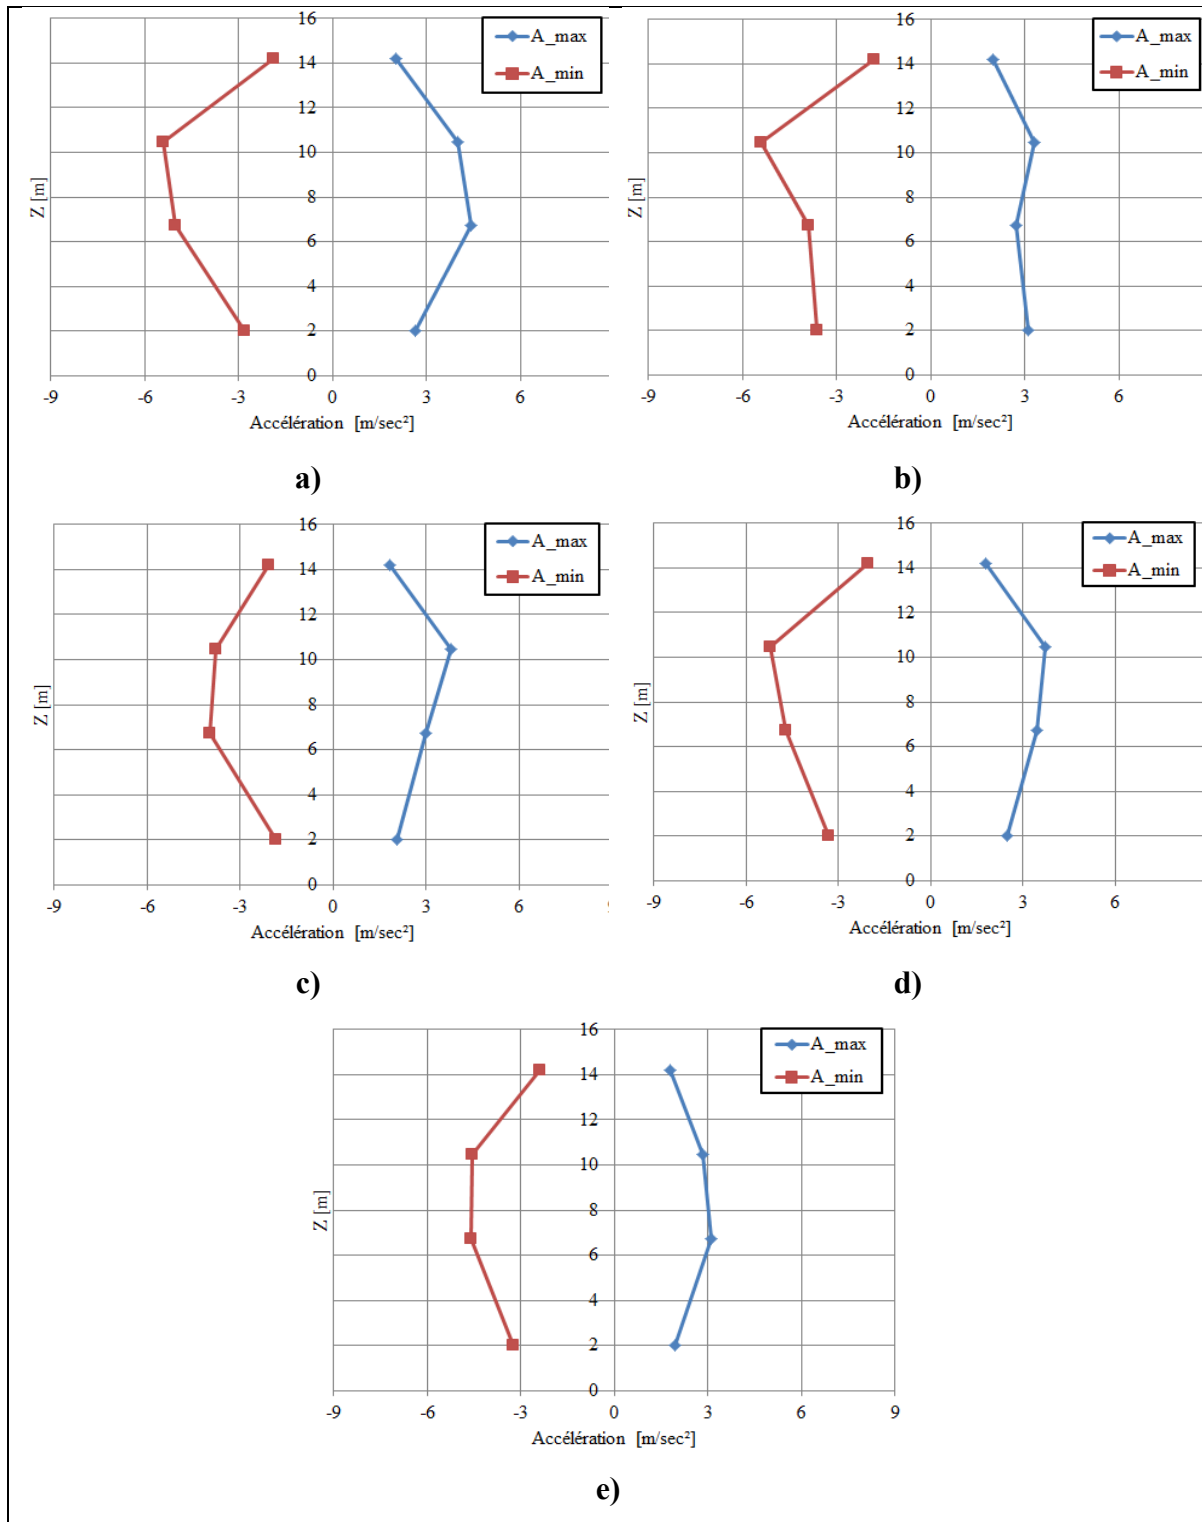 16
14
12
10
8
6
4
2
0
Z [m]
-9 -6 -3 0 3 6
Accélération [m/sec²]
A_max
A_min
a)
16
14
12
10
8
6
4
2
0
-9 -6 -3 0 3 6
Accélération [m/sec²]
A_max
A_min
b)
16
14
12
10
8
6
4
2
0
Z [m]
-9 -6 -3 0 3 6
Accélération [m/sec²]
A_max
A_min
c)
16
14
12
10
8
6
4
2
0
Z [m]
-9 -6 -3 0 3 6
Accélération [m/sec²]
A_max
A_min
d)
16
14
12
10
8
6
4
2
0
Z [m]
-9 -6 -3 0 3 6 9
Accélération [m/sec²]
A_max
A_min
e)